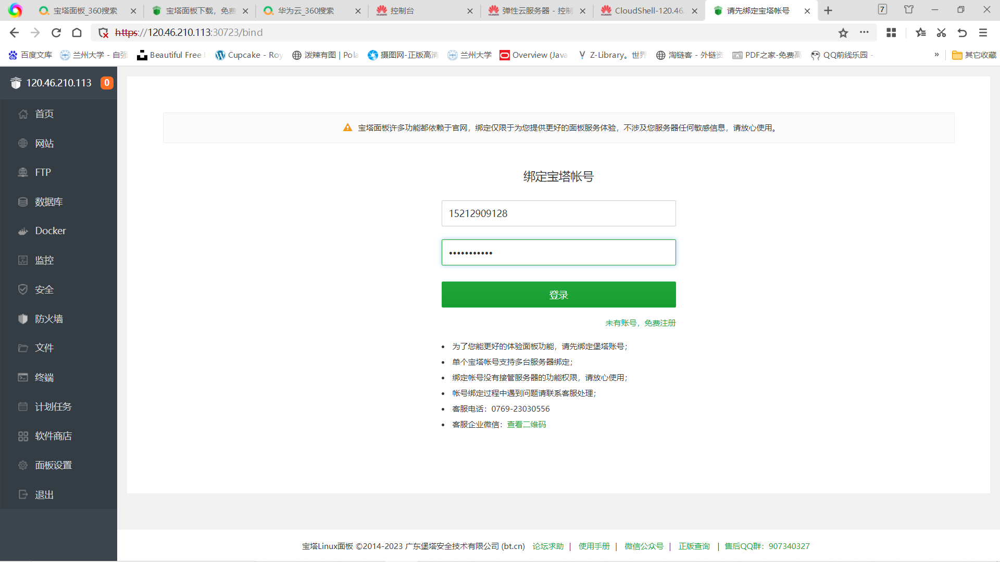 宝塔面板_360搜索
宝塔面板下载，免费
华为云_360搜索
控制台
弹性云服务器 - 控制
CloudShell-120.46.
请先绑定宝塔帐号
7
https://120.46.210.113:30723/bind
百度文库
兰州大学 - 自强
Beautiful Free
Cupcake - Roy
泼辣有图 | Pola
摄图网-正版高清
兰州大学
Overview (Java
Z-Library。世界
淘链客 - 外链资
PDF之家-免费高
QQ前线乐园 -
»
其它收藏
120.46.210.113
0
首页
网站
FTP
数据库
Docker
监控
安全
防火墙
文件
终端
计划任务
软件商店
面板设置
退出
宝塔面板许多功能都依赖于官网，绑定仅限于为您提供更好的面板服务体验，不涉及您服务器任何敏感信息，请放心使用。
绑定宝塔帐号
15212909128
•••••••••••
登录
未有账号，免费注册
• 为了您能更好的体验面板功能，请先绑定堡塔账号；
• 单个宝塔帐号支持多台服务器绑定；
• 绑定帐号没有接管服务器的功能权限，请放心使用；
• 帐号绑定过程中遇到问题请联系客服处理；
• 客服电话：0769-23030556
• 客服企业微信：查看二维码
宝塔Linux面板 ©2014-2023 广东堡塔安全技术有限公司 (bt.cn) 论坛求助 | 使用手册 | 微信公众号 | 正版查询 | 售后QQ群：907340327